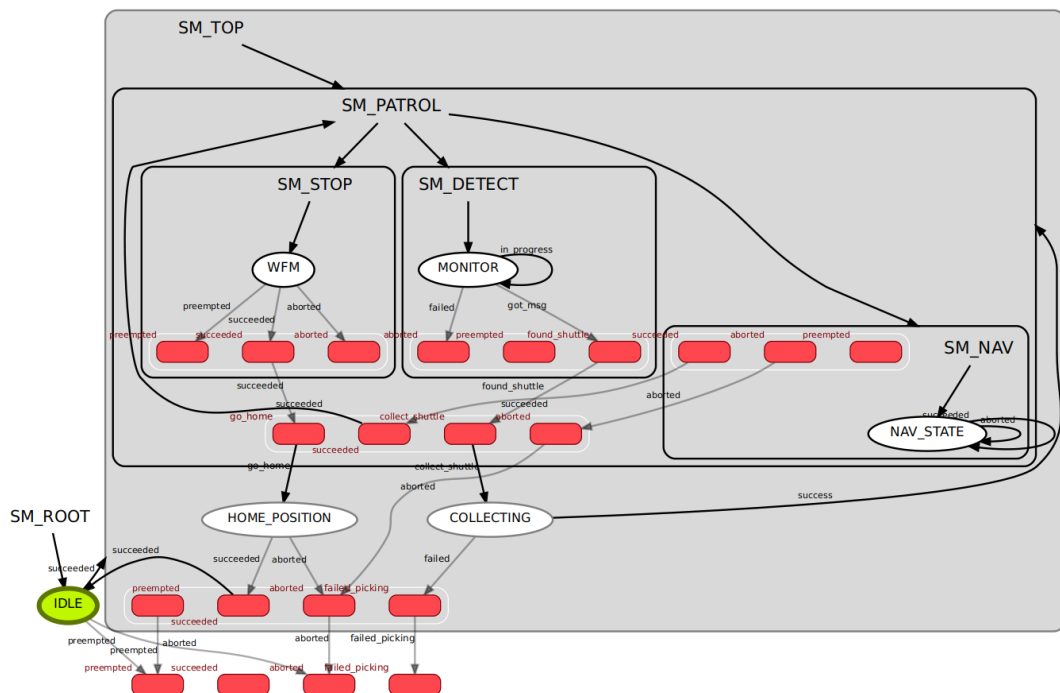 SM_TOP
SM_PATROL
SM_STOP
SM_DETECT
in_progress
WFM
MONITOR
preempted
succeeded
aborted
failed
got_msg
preempted
succeeded
aborted
aborted
preempted
found_shuttle
succeeded
aborted
preempted
SM_NAV
succeeded
found_shuttle
aborted
go_home
succeeded
collect_shuttle
succeeded
aborted
succeeded
aborted
NAV_STATE
succeeded
go_home
collect_shuttle
aborted
success
SM_ROOT
HOME_POSITION
COLLECTING
succeeded
succeeded
aborted
failed
succeeded
preempted
aborted
failed_picking
IDLE
succeeded
preempted
preempted
aborted
aborted
failed_picking
preempted
succeeded
aborted
failed_picking